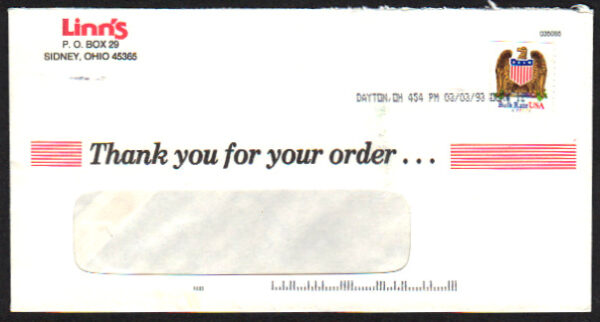 Linn's
P. O. BOX 29
SIDNEY, OHIO 45365
035055
DAYTON,OH 454 PM 03/03/93
Bulk Rate USA
Thank you for your order . . .